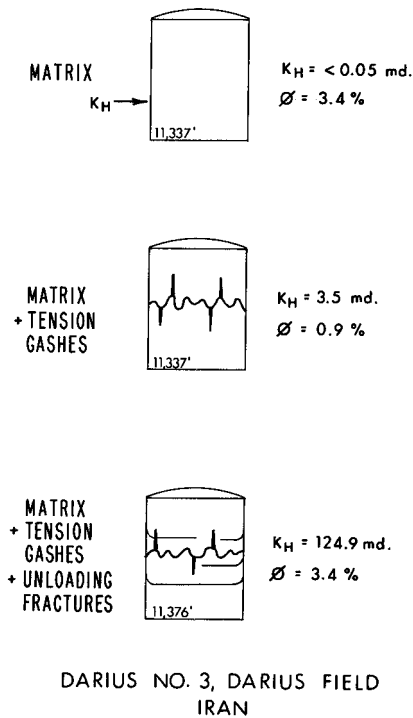 MATRIX
K_H
K_H = <0.05 md.
Ø = 3.4 %
11,337'
MATRIX
+ TENSION
GASHES
K_H = 3.5 md.
Ø = 0.9 %
11,337'
MATRIX
+ TENSION
GASHES
+ UNLOADING
FRACTURES
K_H = 124.9 md.
Ø = 3.4 %
11,376'
DARIUS NO. 3, DARIUS FIELD
IRAN